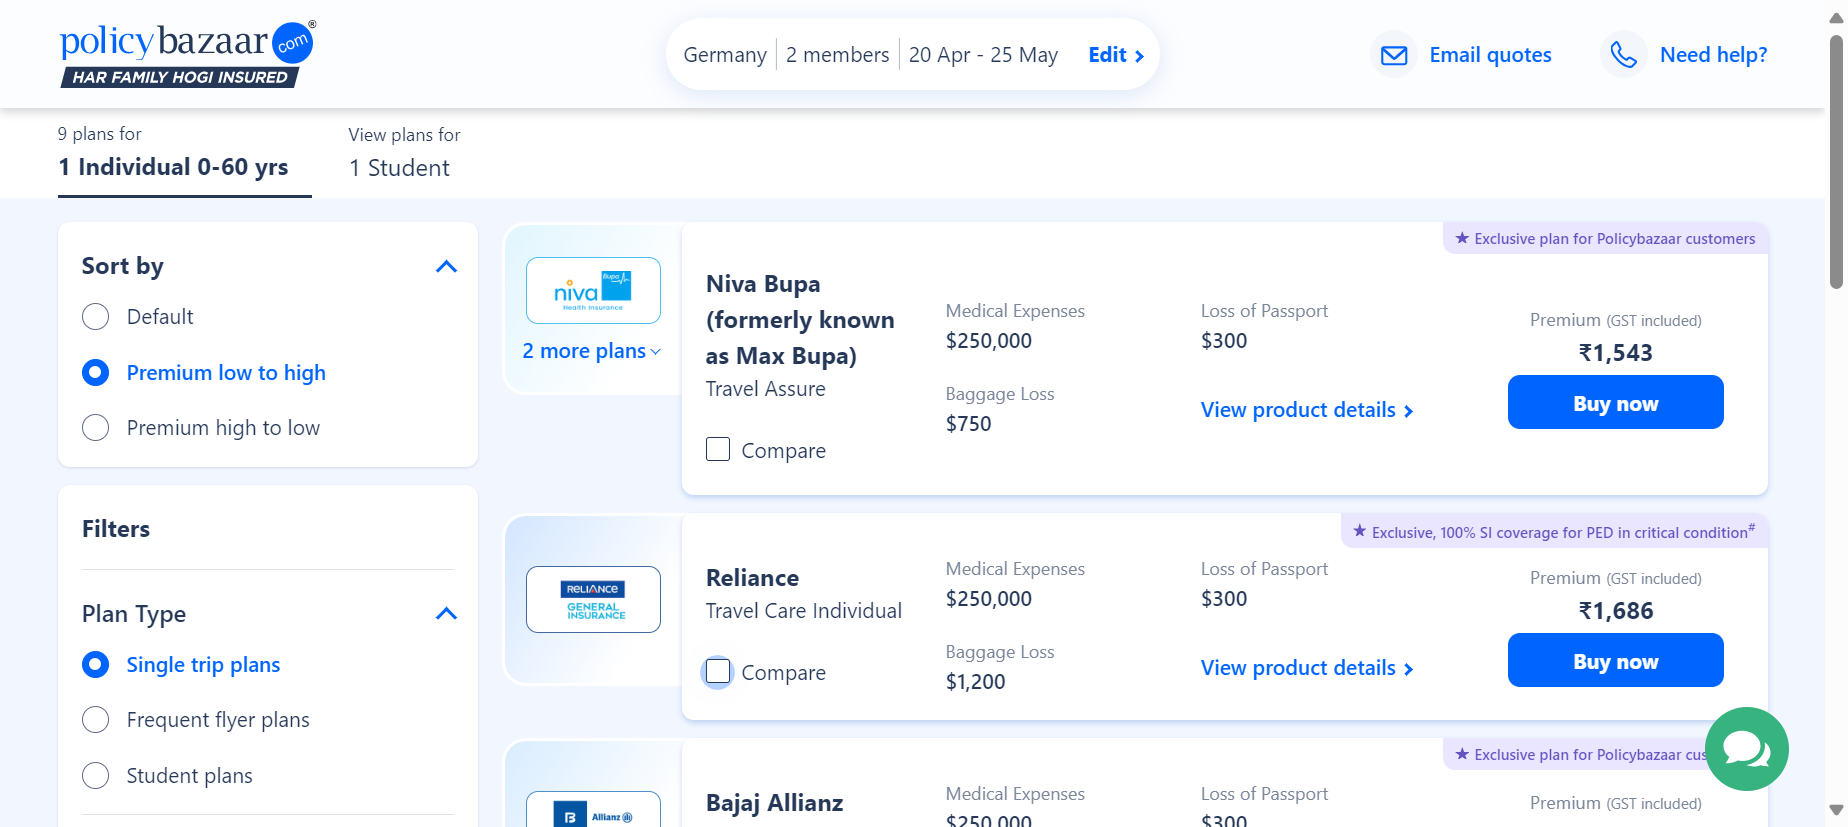 policybazaar.com®
HAR FAMILY HOGI INSURED
Germany
2 members
20 Apr - 25 May
Edit
Email quotes
Need help?
9 plans for
1 Individual 0-60 yrs
View plans for
1 Student
Sort by
Default
Premium low to high
Premium high to low
Filters
Plan Type
Single trip plans
Frequent flyer plans
Student plans
niva
Bupa
Health Insurance
2 more plans
★ Exclusive plan for Policybazaar customers
Niva Bupa
(formerly known
as Max Bupa)
Travel Assure
Compare
Medical Expenses
$250,000
Loss of Passport
$300
Baggage Loss
$750
View product details
Premium (GST included)
₹1,543
Buy now
RELIANCE
GENERAL
INSURANCE
★ Exclusive, 100% SI coverage for PED in critical condition#
Reliance
Travel Care Individual
Compare
Medical Expenses
$250,000
Loss of Passport
$300
Baggage Loss
$1,200
View product details
Premium (GST included)
₹1,686
Buy now
B Allianz
★ Exclusive plan for Policybazaar
Bajaj Allianz
Medical Expenses
$250,000
Loss of Passport
$300
Premium (GST included)